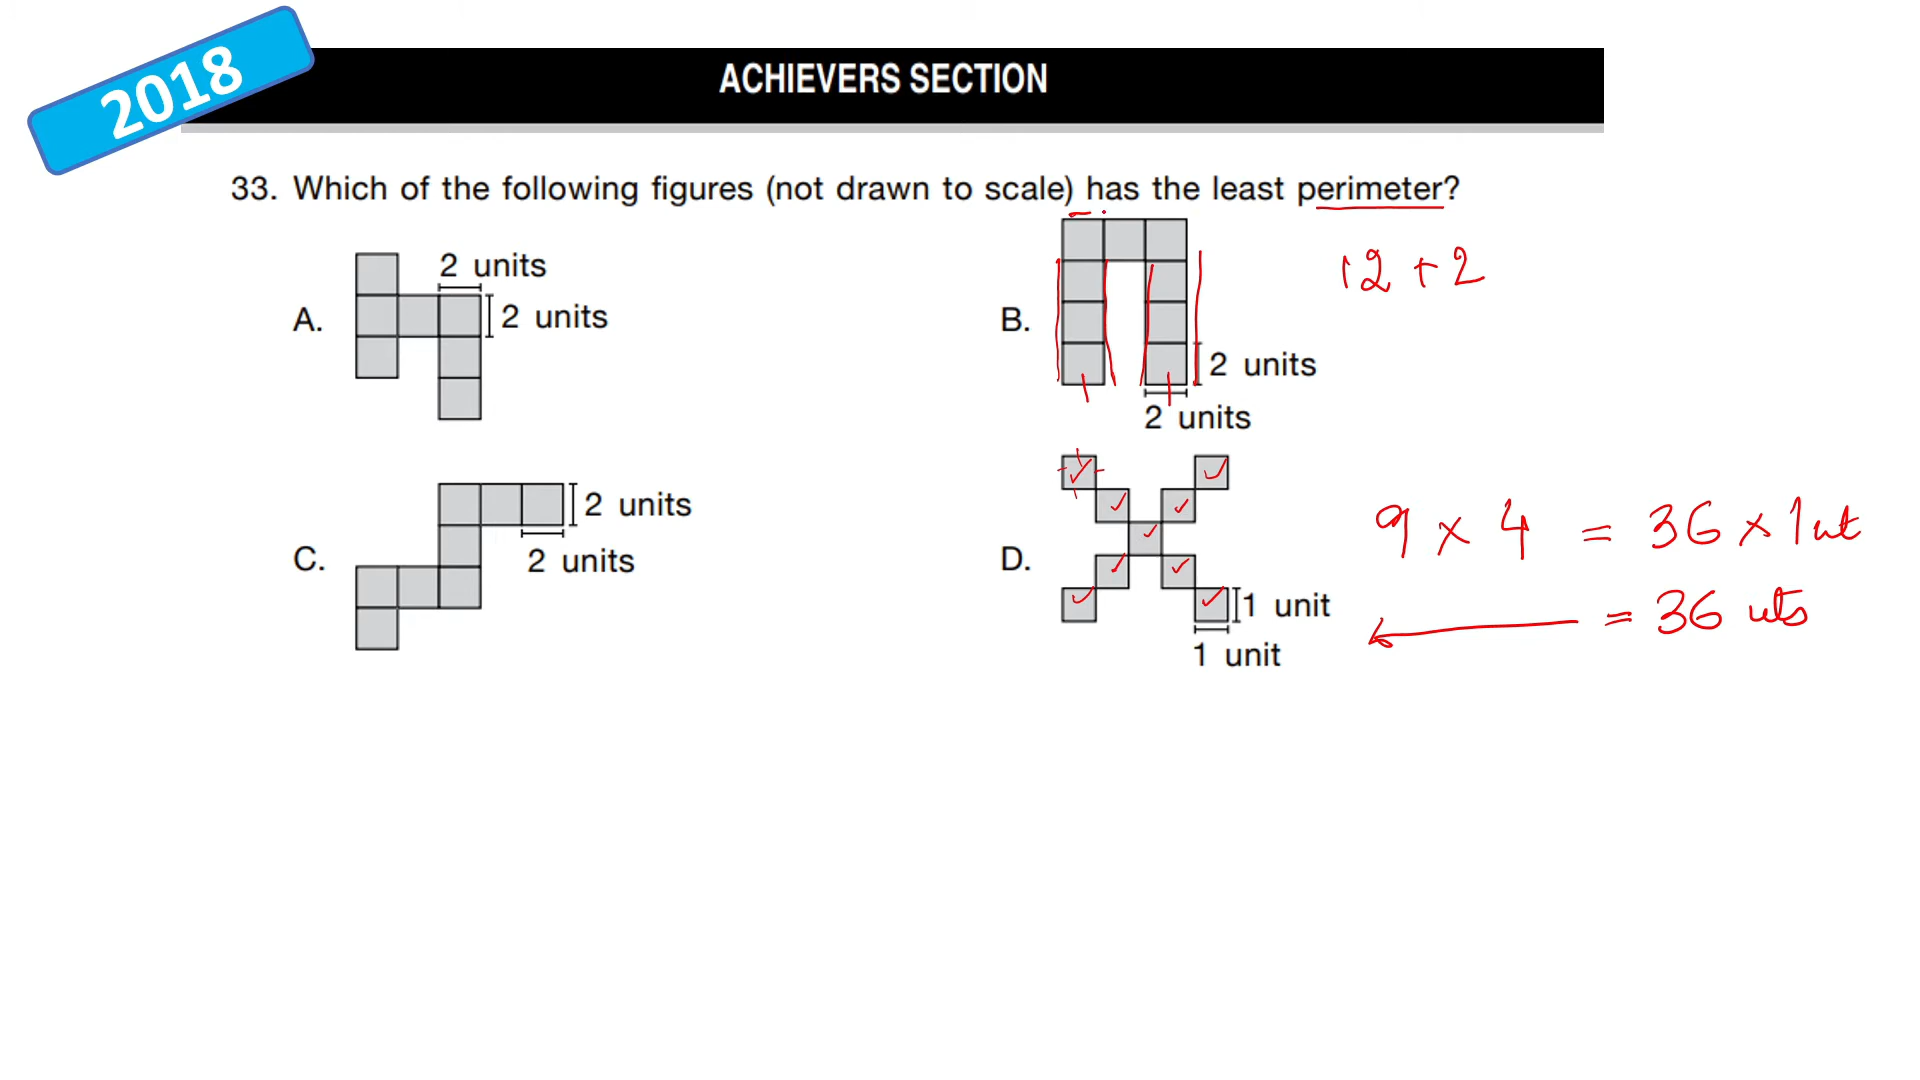 2018
ACHIEVERS SECTION
33. Which of the following figures (not drawn to scale) has the least perimeter?
A.
2 units
2 units
B.
2 units
2 units
12 + 2
C.
2 units
2 units
D.
1 unit
1 unit
9 × 4 = 36 × 1 ut
= 36 uts